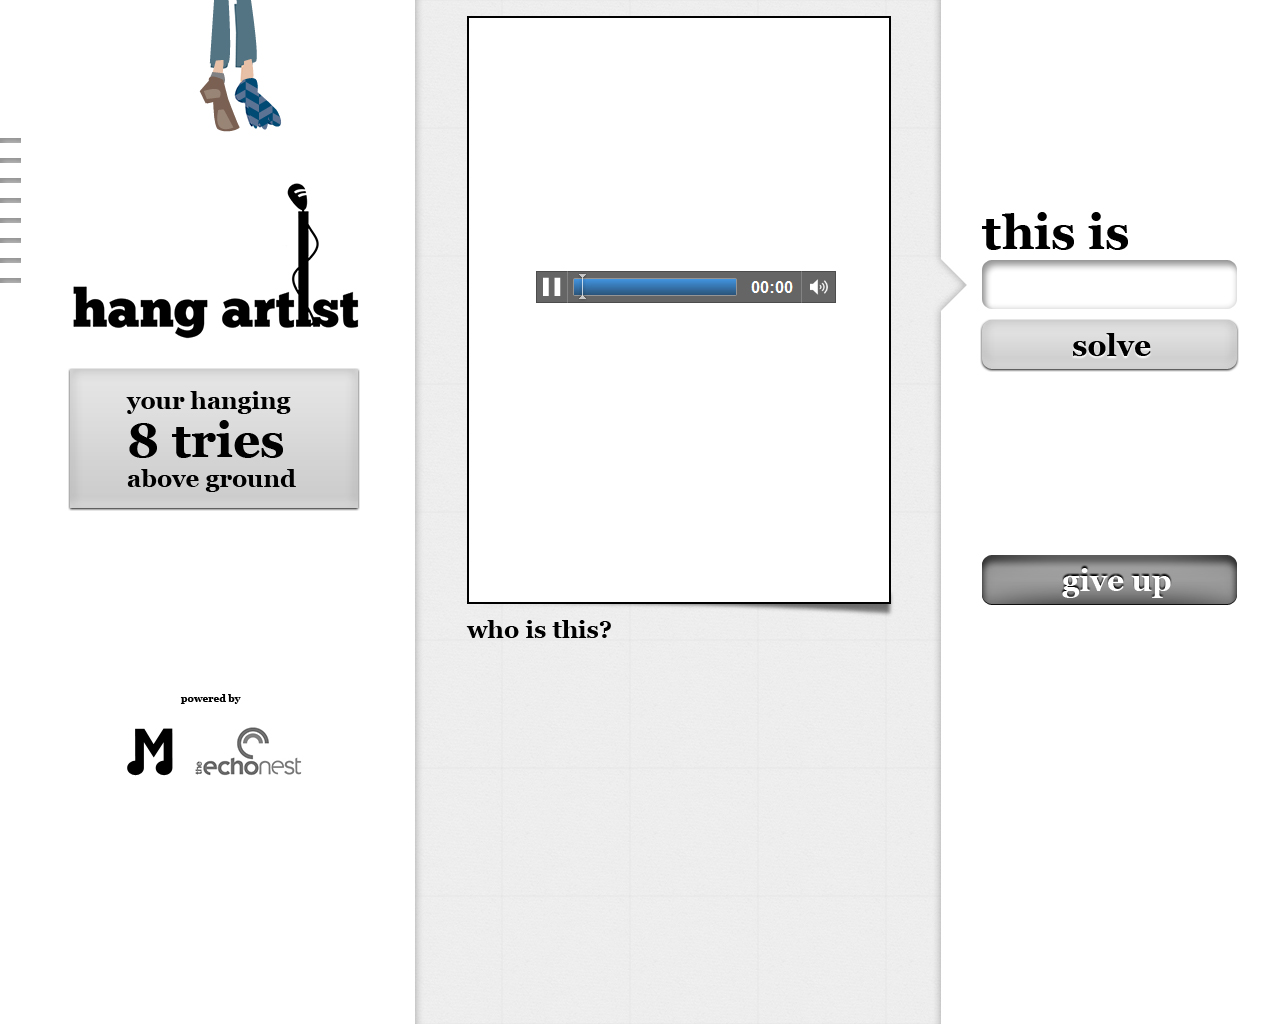 hang artist
your hanging
8 tries
above ground
powered by
M
the echonest
00:00
who is this?
this is
solve
give up